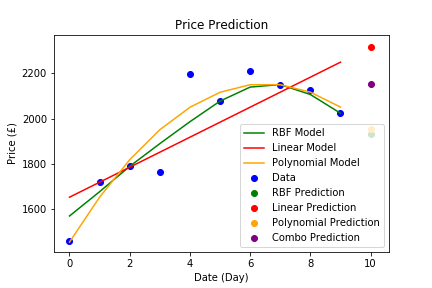 Price Prediction
Price (£)
2200
2000
1800
1600
0
2
4
6
8
10
Date (Day)
RBF Model
Linear Model
Polynomial Model
Data
RBF Prediction
Linear Prediction
Polynomial Prediction
Combo Prediction